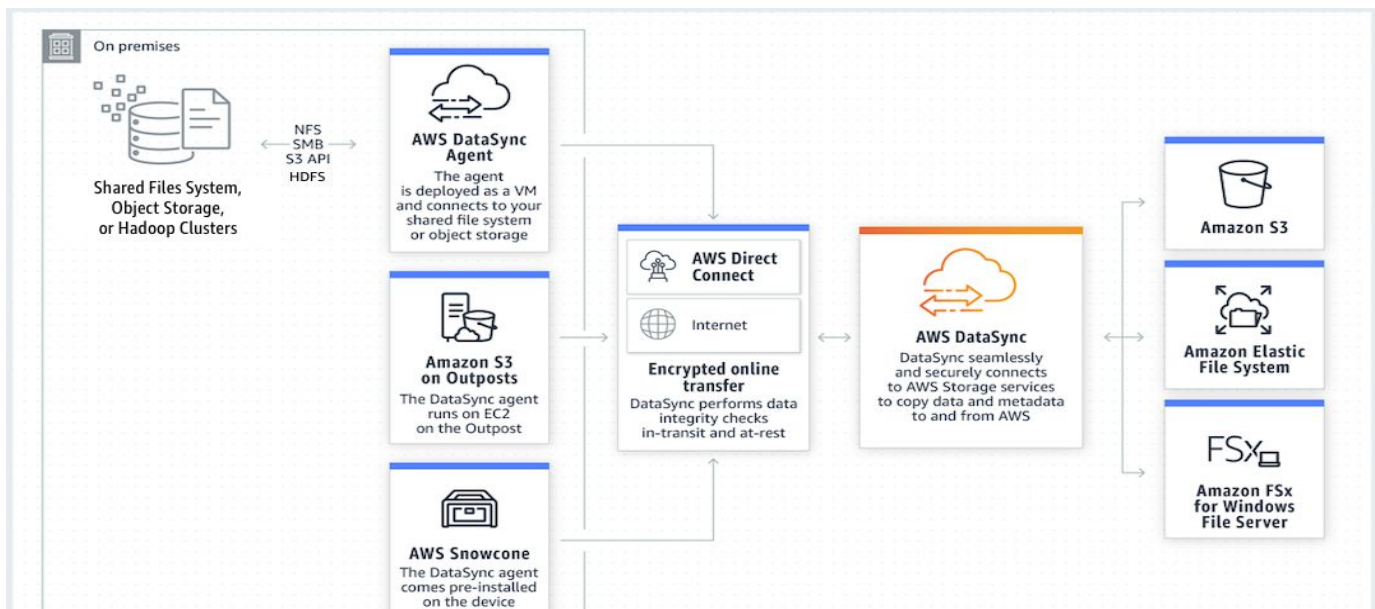 On premises
NFS
SMB
S3 API
HDFS
Shared Files System,
Object Storage,
or Hadoop Clusters
AWS DataSync
Agent
The agent
is deployed as a VM
and connects to your
shared file system
or object storage
Amazon S3
on Outposts
The DataSync agent
runs on EC2
on the Outpost
AWS Snowcone
The DataSync agent
comes pre-installed
on the device
AWS Direct
Connect
Internet
Encrypted online
transfer
DataSync performs data
integrity checks
in-transit and at-rest
AWS DataSync
DataSync seamlessly
and securely connects
to AWS Storage services
to copy data and metadata
to and from AWS
Amazon S3
Amazon Elastic
File System
FSx
Amazon FSx
for Windows
File Server